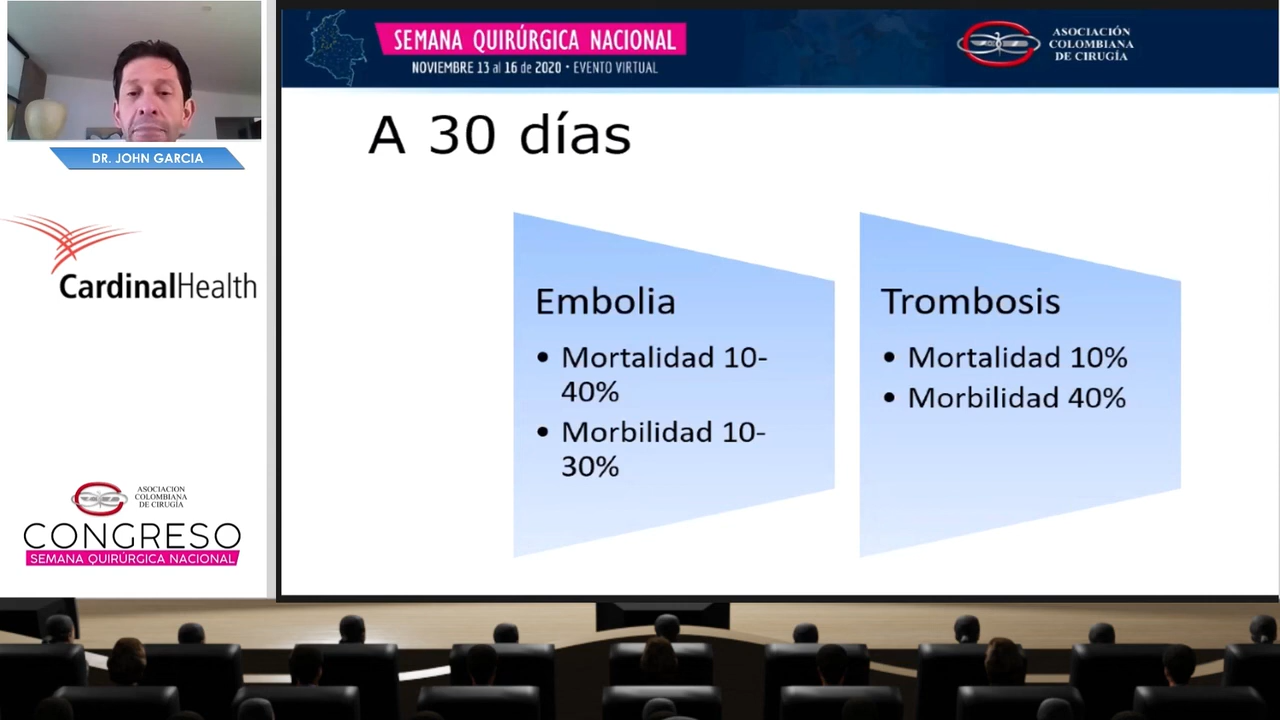 SEMANA QUIRÚRGICA NACIONAL
NOVIEMBRE 13 al 16 de 2020 • EVENTO VIRTUAL
ASOCIACIÓN
COLOMBIANA
DE CIRUGÍA
DR. JOHN GARCIA
CardinalHealth
ASOCIACION
COLOMBIANA
DE CIRUGÍA
CONGRESO
SEMANA QUIRÚRGICA NACIONAL
A 30 días
Embolia
• Mortalidad 10-
40%
• Morbilidad 10-
30%
Trombosis
• Mortalidad 10%
• Morbilidad 40%